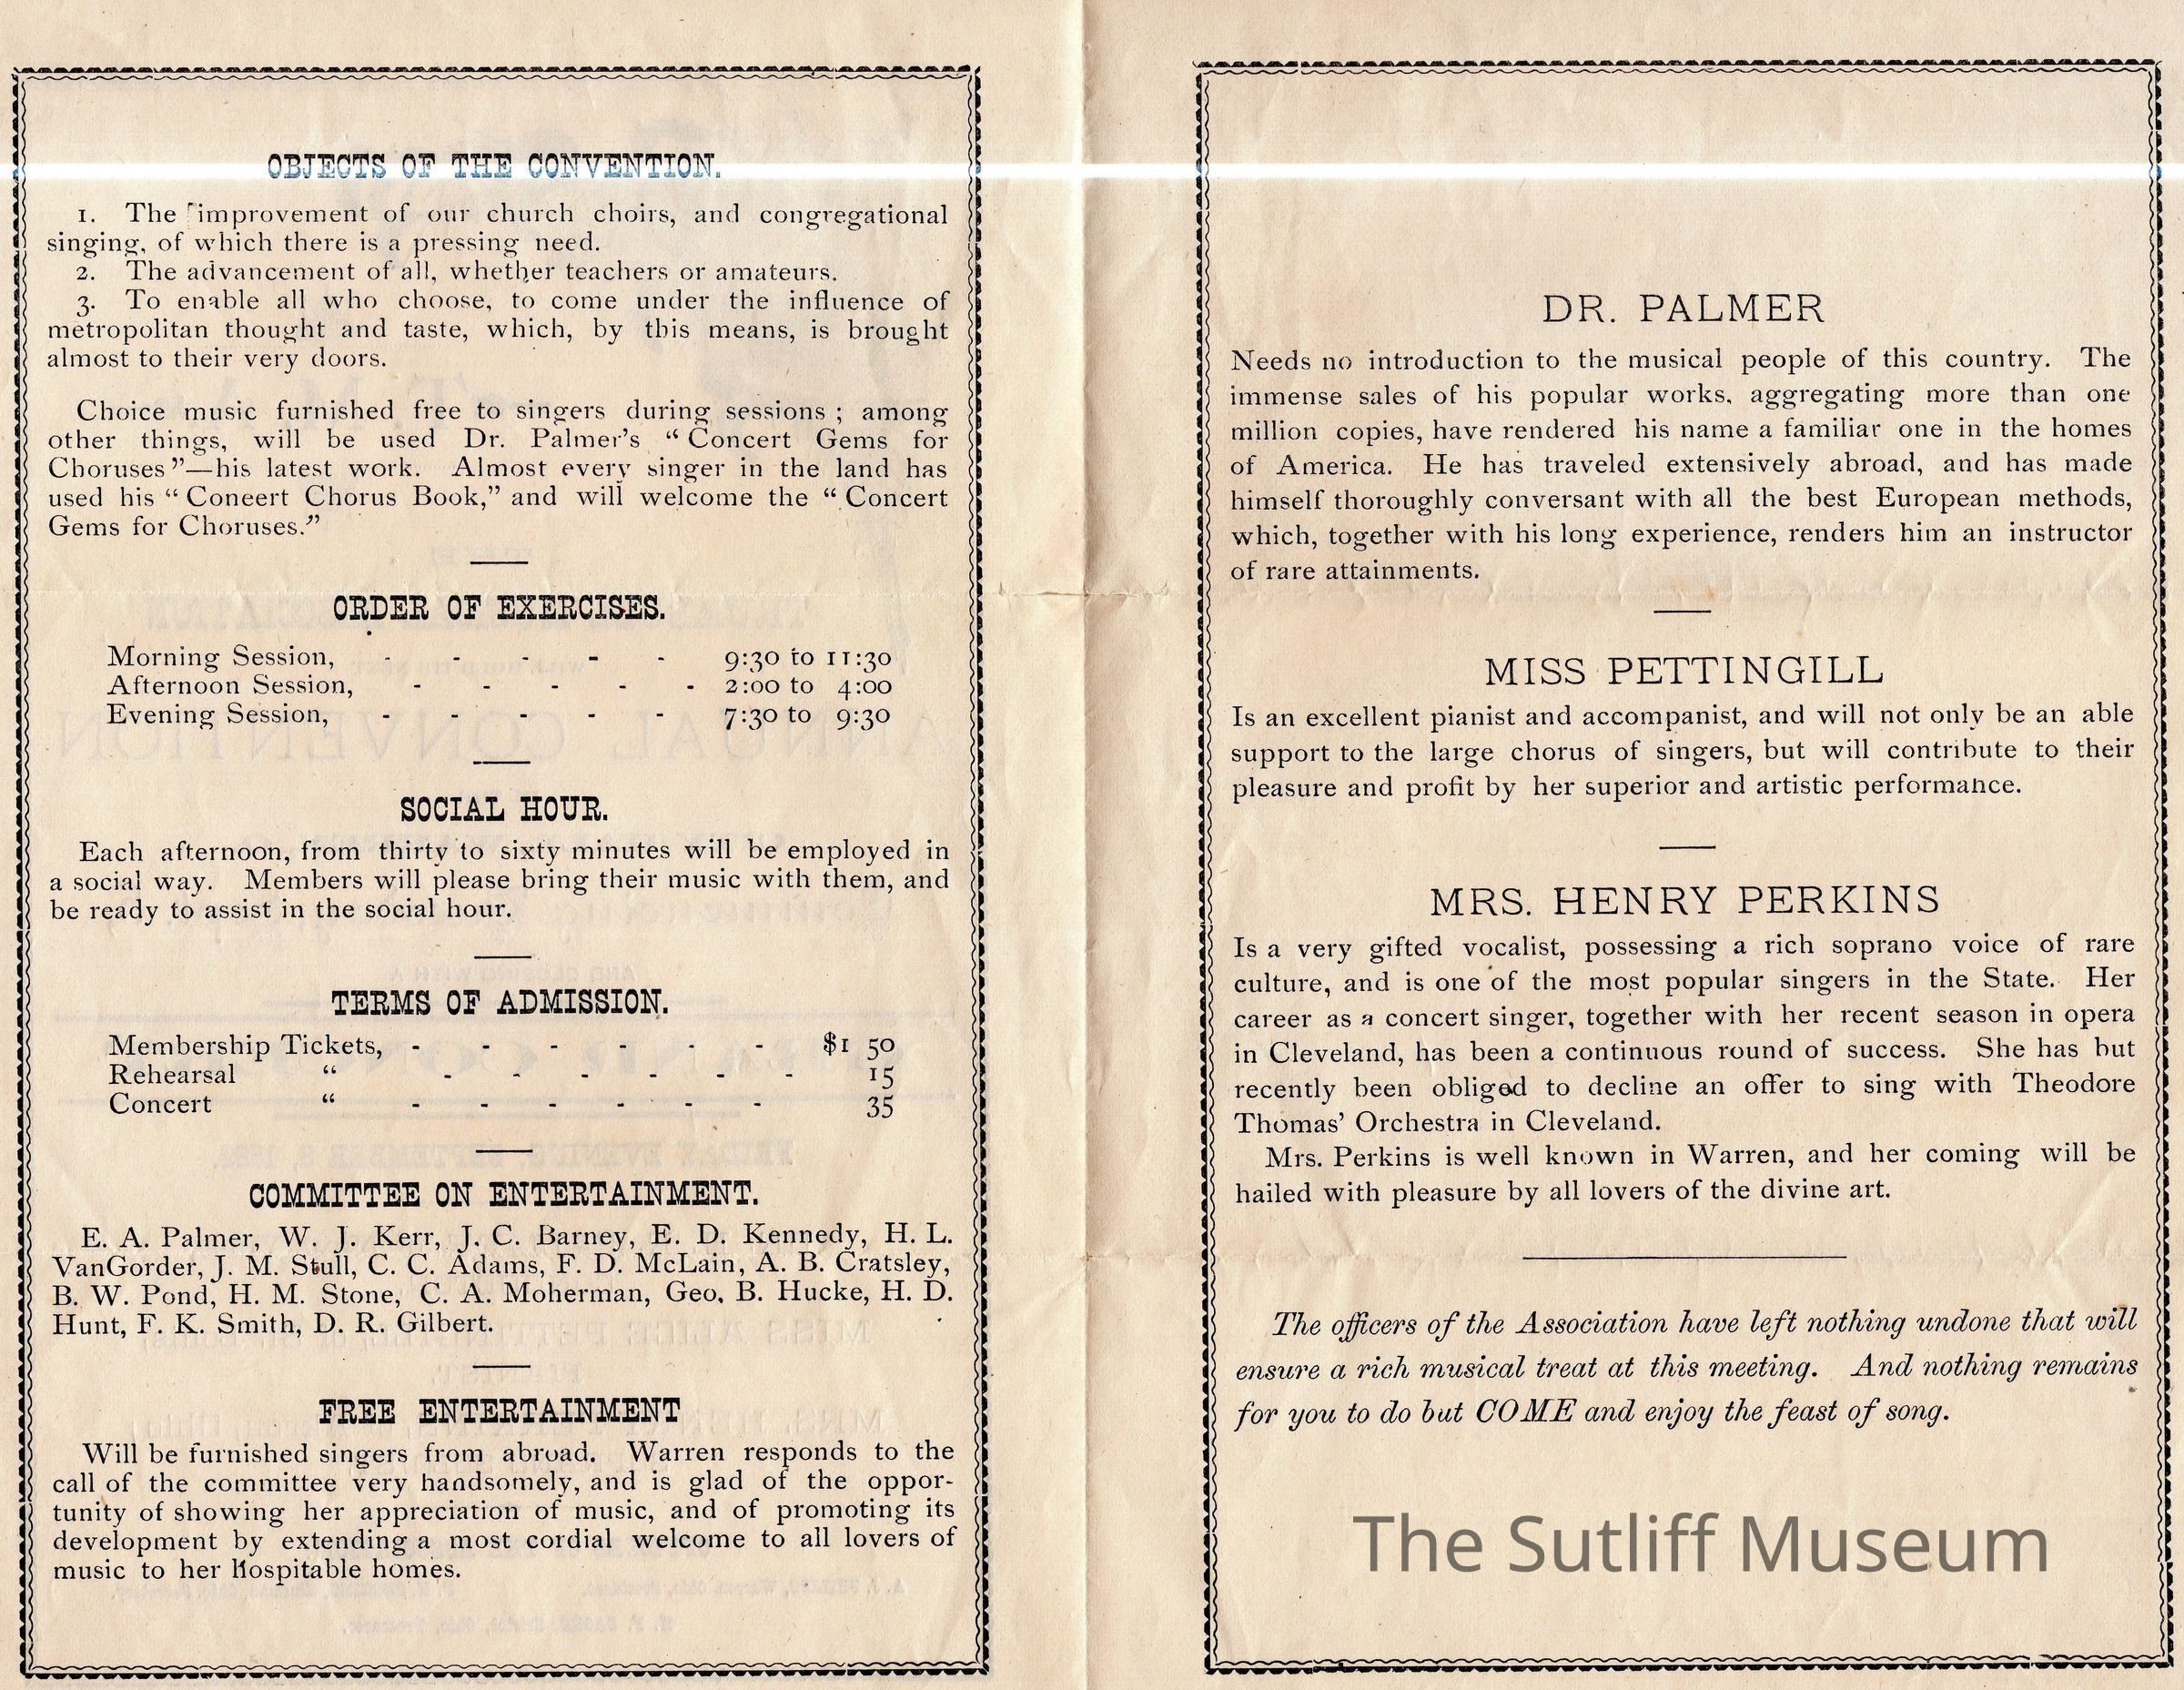 OBJECTS OF THE CONVENTION.
1. The improvement of our church choirs, and congregational
singing, of which there is a pressing need.
2. The advancement of all, whether teachers or amateurs.
3. To enable all who choose, to come under the influence of
metropolitan thought and taste, which, by this means, is brought
almost to their very doors.
Choice music furnished free to singers during sessions ; among
other things, will be used Dr. Palmer's “ Concert Gems for
Choruses ”—his latest work. Almost every singer in the land has
used his “ Coneert Chorus Book,” and will welcome the “ Concert
Gems for Choruses.”
ORDER OF EXERCISES.
Morning Session, - - - - - 9:30 to 11:30
Afternoon Session, - - - - - 2:00 to 4:00
Evening Session, - - - - - 7:30 to 9:30
SOCIAL HOUR.
Each afternoon, from thirty to sixty minutes will be employed in
a social way. Members will please bring their music with them, and
be ready to assist in the social hour.
TERMS OF ADMISSION.
Membership Tickets, - - - - - - $1 50
Rehearsal “ - - - - - - 15
Concert “ - - - - - - 35
COMMITTEE ON ENTERTAINMENT.
E. A. Palmer, W. J. Kerr, J. C. Barney, E. D. Kennedy, H. L.
VanGorder, J. M. Stull, C. C. Adams, F. D. McLain, A. B. Cratsley,
B. W. Pond, H. M. Stone, C. A. Moherman, Geo. B. Hucke, H. D.
Hunt, F. K. Smith, D. R. Gilbert.
FREE ENTERTAINMENT
Will be furnished singers from abroad. Warren responds to the
call of the committee very handsomely, and is glad of the oppor-
tunity of showing her appreciation of music, and of promoting its
development by extending a most cordial welcome to all lovers of
music to her hospitable homes.
DR. PALMER
Needs no introduction to the musical people of this country. The
immense sales of his popular works, aggregating more than one
million copies, have rendered his name a familiar one in the homes
of America. He has traveled extensively abroad, and has made
himself thoroughly conversant with all the best European methods,
which, together with his long experience, renders him an instructor
of rare attainments.
MISS PETTINGILL
Is an excellent pianist and accompanist, and will not only be an able
support to the large chorus of singers, but will contribute to their
pleasure and profit by her superior and artistic performance.
MRS. HENRY PERKINS
Is a very gifted vocalist, possessing a rich soprano voice of rare
culture, and is one of the most popular singers in the State. Her
career as a concert singer, together with her recent season in opera
in Cleveland, has been a continuous round of success. She has but
recently been obliged to decline an offer to sing with Theodore
Thomas' Orchestra in Cleveland.
Mrs. Perkins is well known in Warren, and her coming will be
hailed with pleasure by all lovers of the divine art.
The officers of the Association have left nothing undone that will
ensure a rich musical treat at this meeting. And nothing remains
for you to do but COME and enjoy the feast of song.
The Sutliff Museum